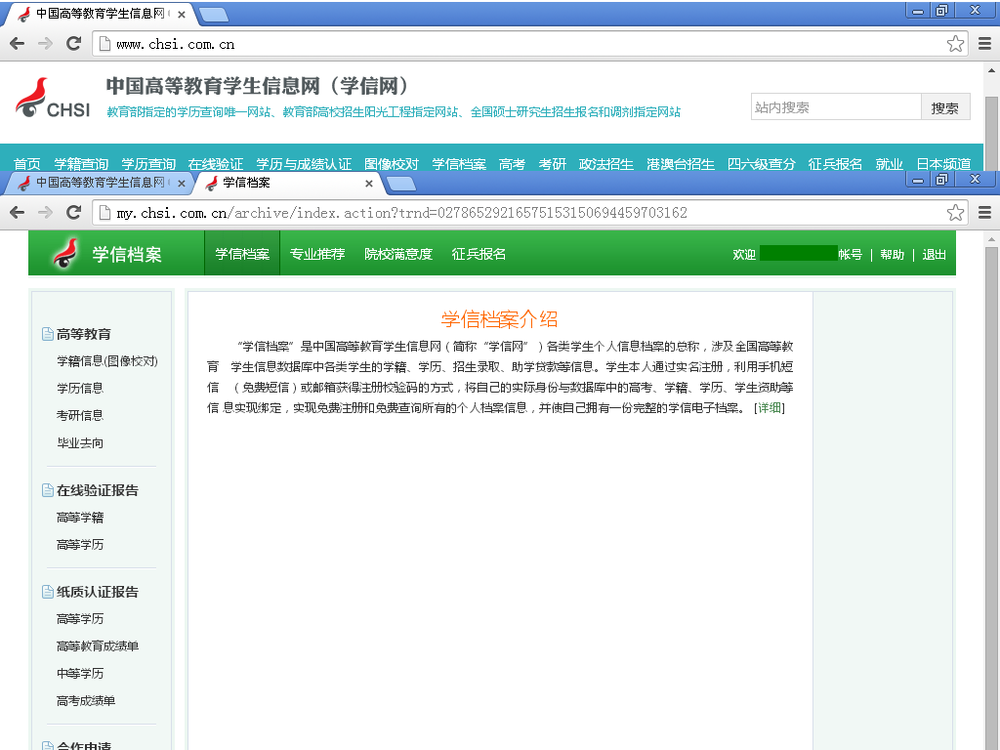 中国高等教育学生信息网
www.chsi.com.cn
中国高等教育学生信息网（学信网）
CHSI
教育部指定的学历查询唯一网站、教育部高校招生阳光工程指定网站、全国硕士研究生招生报名和调剂指定网站
站内搜索 搜索
首页 学籍查询 学历查询 在线验证 学历与成绩认证 图像校对 学信档案 高考 考研 政法招生 港澳台招生 四六级查分 征兵报名 就业 日本频道
中国高等教育学生信息网 学信档案
my.chsi.com.cn/archive/index.action?trnd=02786529216575153150694459703162
学信档案 学信档案 专业推荐 院校满意度 征兵报名 欢迎 帐号 | 帮助 | 退出
高等教育
学籍信息(图像校对)
学历信息
考研信息
毕业去向
在线验证报告
高等学籍
高等学历
纸质认证报告
高等学历
高等教育成绩单
中等学历
高考成绩单
合作申请
学信档案介绍
“学信档案”是中国高等教育学生信息网（简称“学信网”）各类学生个人信息档案的总称，涉及全国高等教
育 学生信息数据库中各类学生的学籍、学历、招生录取、助学贷款等信息。学生本人通过实名注册，利用手机短
信 （免费短信）或邮箱获得注册校验码的方式，将自己的实际身份与数据库中的高考、学籍、学历、学生资助等
信 息实现绑定，实现免费注册和免费查询所有的个人档案信息，并使自己拥有一份完整的学信电子档案。 [详细]